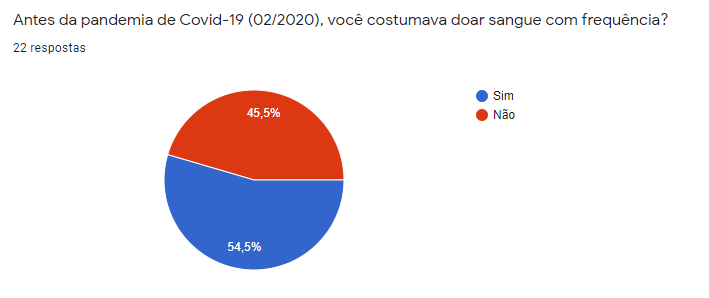 Antes da pandemia de Covid-19 (02/2020), você costumava doar sangue com frequência?
22 respostas
45,5%
54,5%
Sim
Não